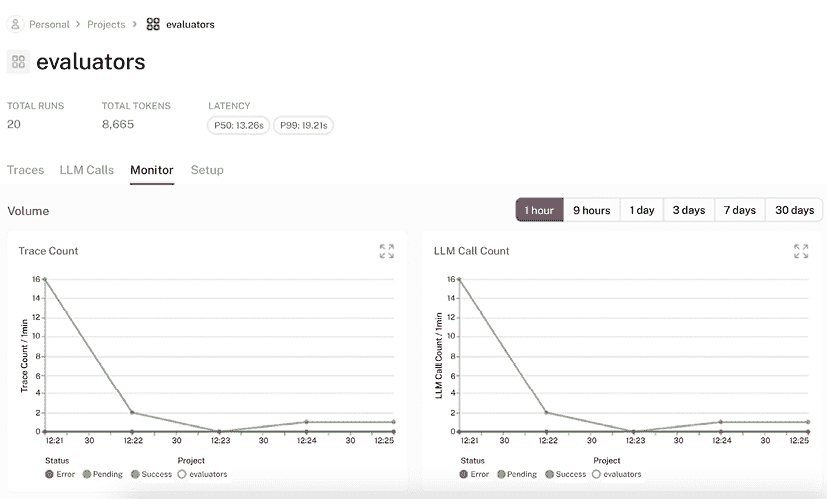 Personal > Projects > evaluators
evaluators
TOTAL RUNS TOTAL TOKENS LATENCY
20 8,665 P50: 13.26s P99: 19.21s
Traces LLM Calls Monitor Setup
Volume 1 hour 9 hours 1 day 3 days 7 days 30 days
Trace Count
16
14
12
10
8
6
4
2
0
Trace Count / 1min
12:21 30 12:22 30 12:23 30 12:24 30 12:25
Status Project
Error Pending Success evaluators
LLM Call Count
16
14
12
10
8
6
4
2
0
LLM Call Count / 1min
12:21 30 12:22 30 12:23 30 12:24 30 12:25
Status Project
Error Pending Success evaluators